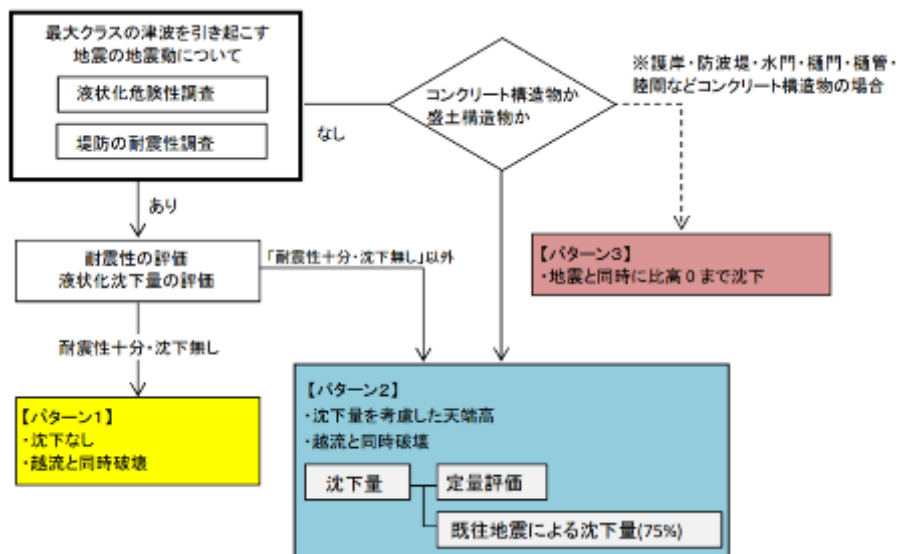 最大クラスの津波を引き起こす
地震の地震動について
液状化危険性調査
堤防の耐震性調査
なし
コンクリート構造物か
盛土構造物か
※護岸・防波堤・水門・樋門・樋管・
陸閘などコンクリート構造物の場合
あり
耐震性の評価
液状化沈下量の評価
「耐震性十分・沈下無し」以外
【パターン3】
・地震と同時に比高0まで沈下
耐震性十分・沈下無し
【パターン1】
・沈下なし
・越流と同時破壊
【パターン2】
・沈下量を考慮した天端高
・越流と同時破壊
沈下量
定量評価
既往地震による沈下量(75%)